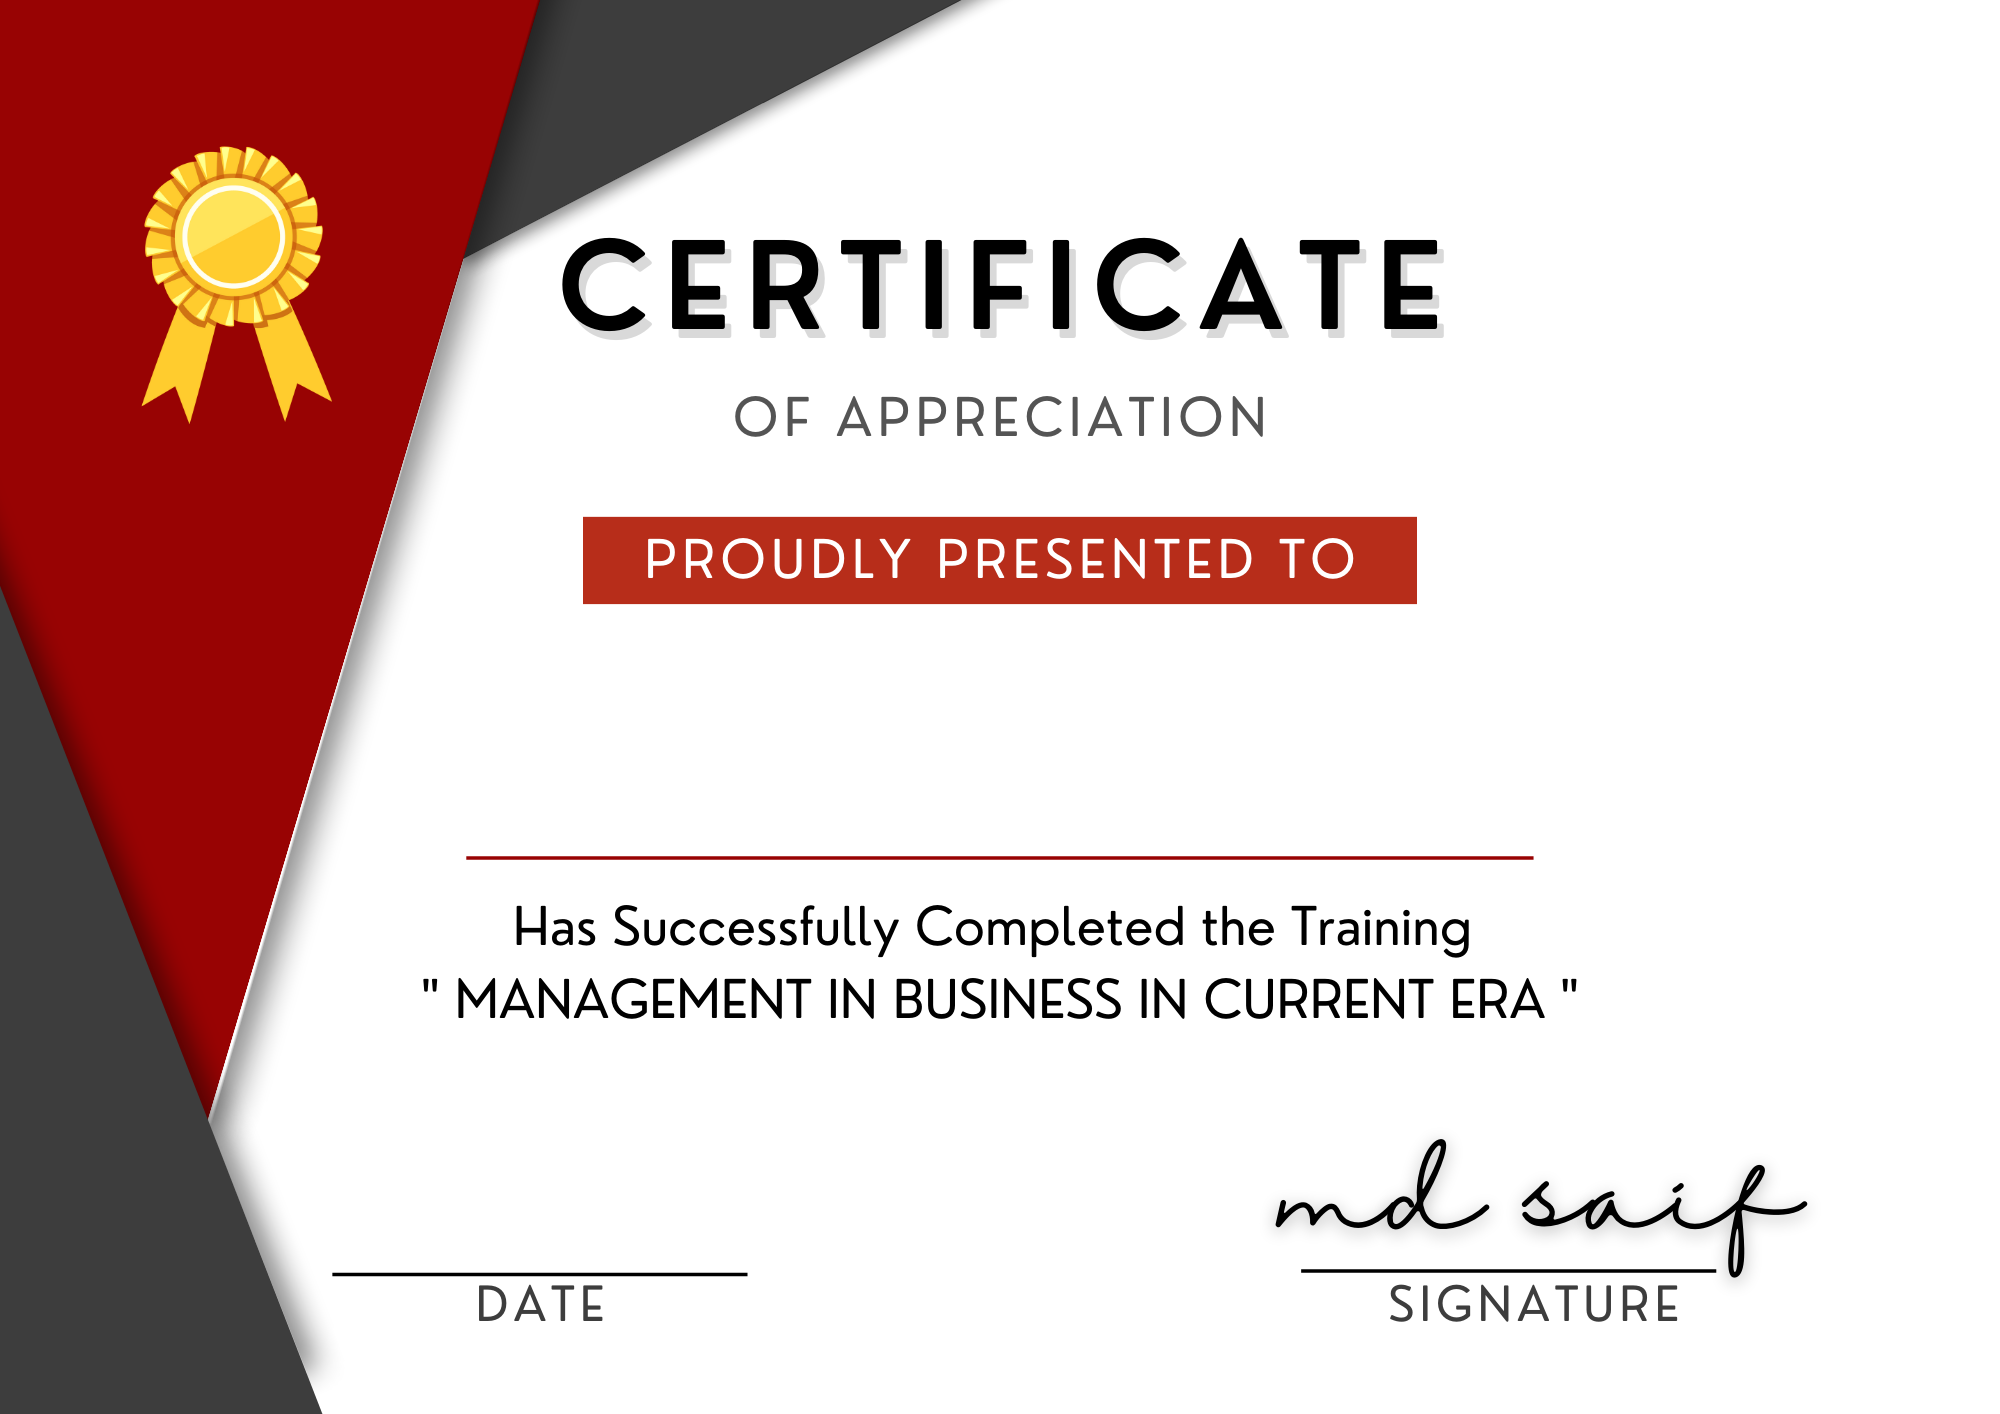 CERTIFICATE
OF APPRECIATION
PROUDLY PRESENTED TO
Has Successfully Completed the Training
" MANAGEMENT IN BUSINESS IN CURRENT ERA "
md saif
DATE
SIGNATURE